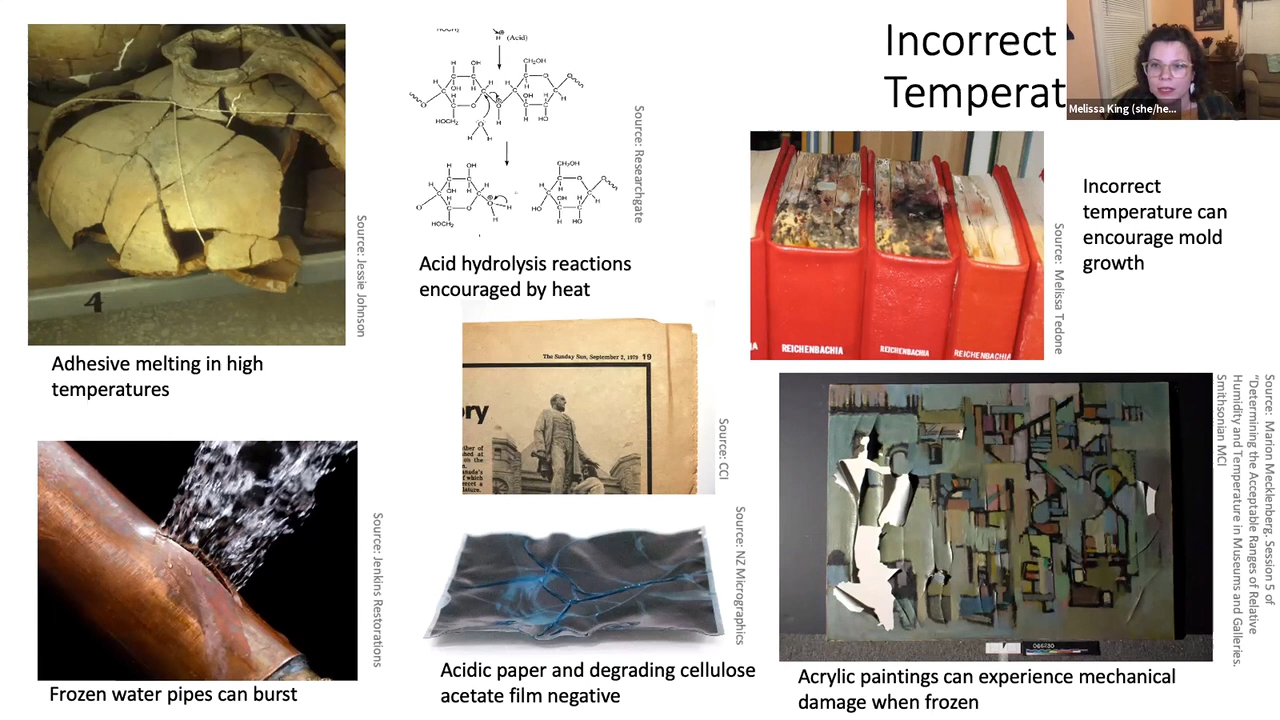 Incorrect
Temperat
Melissa King (she/he...
4
Source: Jessie Johnson
Adhesive melting in high
temperatures
HOCH₂
H (Acid)
Source: Researchgate
Acid hydrolysis reactions
encouraged by heat
REICHENBACHIA
REICHENBACHIA
REICHENBACHIA
Source: Melissa Tedone
Incorrect
temperature can
encourage mold
growth
The Sunday Sun, September 2, 1979 19
ory
Source: CCI
Source: Jenkins Restorations
Frozen water pipes can burst
Source: NZ Micrographics
Acidic paper and degrading cellulose
acetate film negative
Source: Marion Mecklenberg. Session 5 of
"Determining the Acceptable Ranges of Relative
Humidity and Temperature in Museums and Galleries.
Smithsonian MCI
Acrylic paintings can experience mechanical
damage when frozen